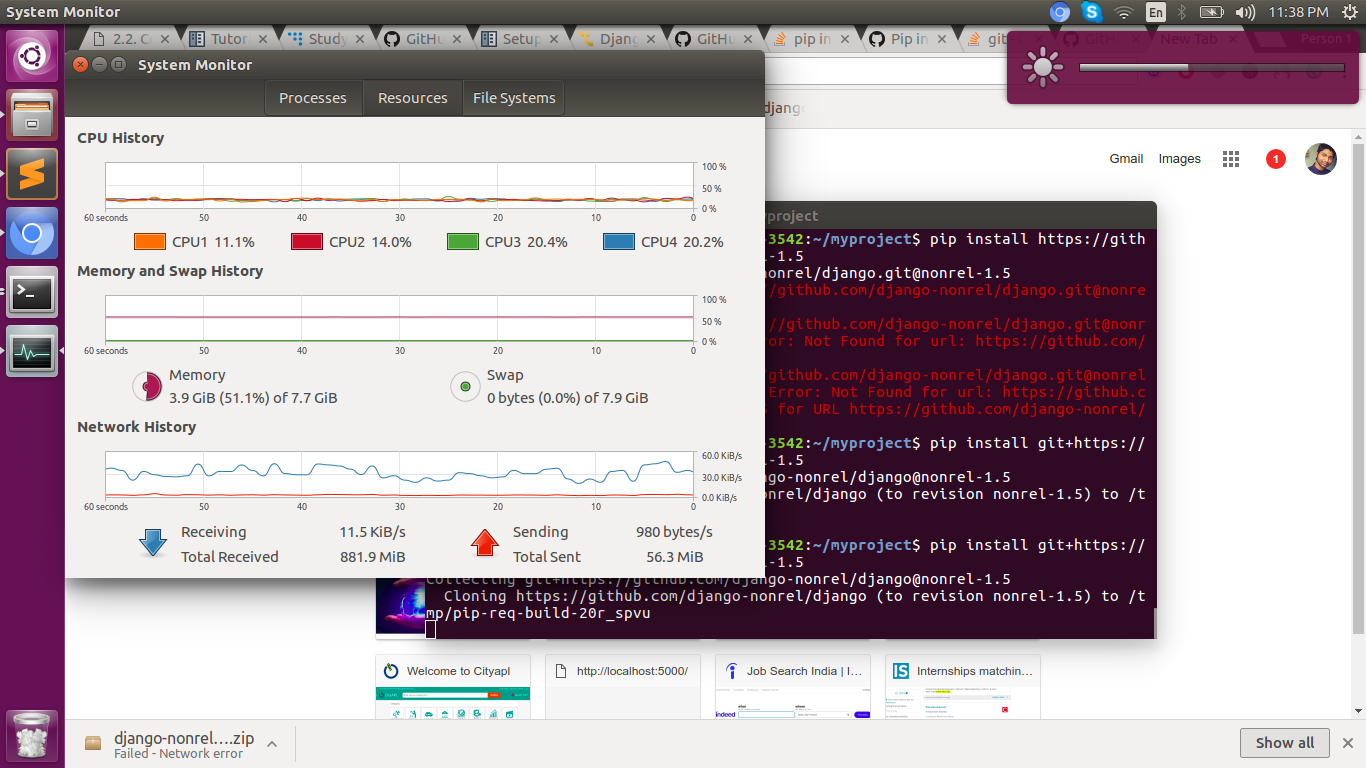 System Monitor
En
11:38 PM
2.2. C
Tutor
Study
GitHu
Setup
Djang
GitHu
pip in
Pip in
git
GitH
New Tab
Person 1
System Monitor
Processes
Resources
File Systems
django
CPU History
100 %
50 %
0 %
60 seconds 50 40 30 20 10 0
CPU1 11.1%
CPU2 14.0%
CPU3 20.4%
CPU4 20.2%
Memory and Swap History
100 %
50 %
0 %
60 seconds 50 40 30 20 10 0
Memory
3.9 GiB (51.1%) of 7.7 GiB
Swap
0 bytes (0.0%) of 7.9 GiB
Network History
60.0 KiB/s
30.0 KiB/s
0.0 KiB/s
60 seconds 50 40 30 20 10 0
Receiving 11.5 KiB/s
Total Received 881.9 MiB
Sending 980 bytes/s
Total Sent 56.3 MiB
Gmail Images
1
yproject
3542:~/myproject$ pip install https://gith
l-1.5
onrel/django.git@nonrel-1.5
/github.com/django-nonrel/django.git@nonre
//github.com/django-nonrel/django.git@nonr
or: Not Found for url: https://github.com/
/github.com/django-nonrel/django.git@nonrel
Error: Not Found for url: https://github.c
s for URL https://github.com/django-nonrel/
3542:~/myproject$ pip install git+https://
l-1.5
ngo-nonrel/django@nonrel-1.5
onrel/django (to revision nonrel-1.5) to /t
3542:~/myproject$ pip install git+https://
l-1.5
Collecting git+https://github.com/django-nonrel/django@nonrel-1.5
Cloning https://github.com/django-nonrel/django (to revision nonrel-1.5) to /t
mp/pip-req-build-20r_spvu
Welcome to Cityapl
http://localhost:5000/
Job Search India | I...
Internships matchin...
indeed
django-nonrel....zip
Failed - Network error
Show all